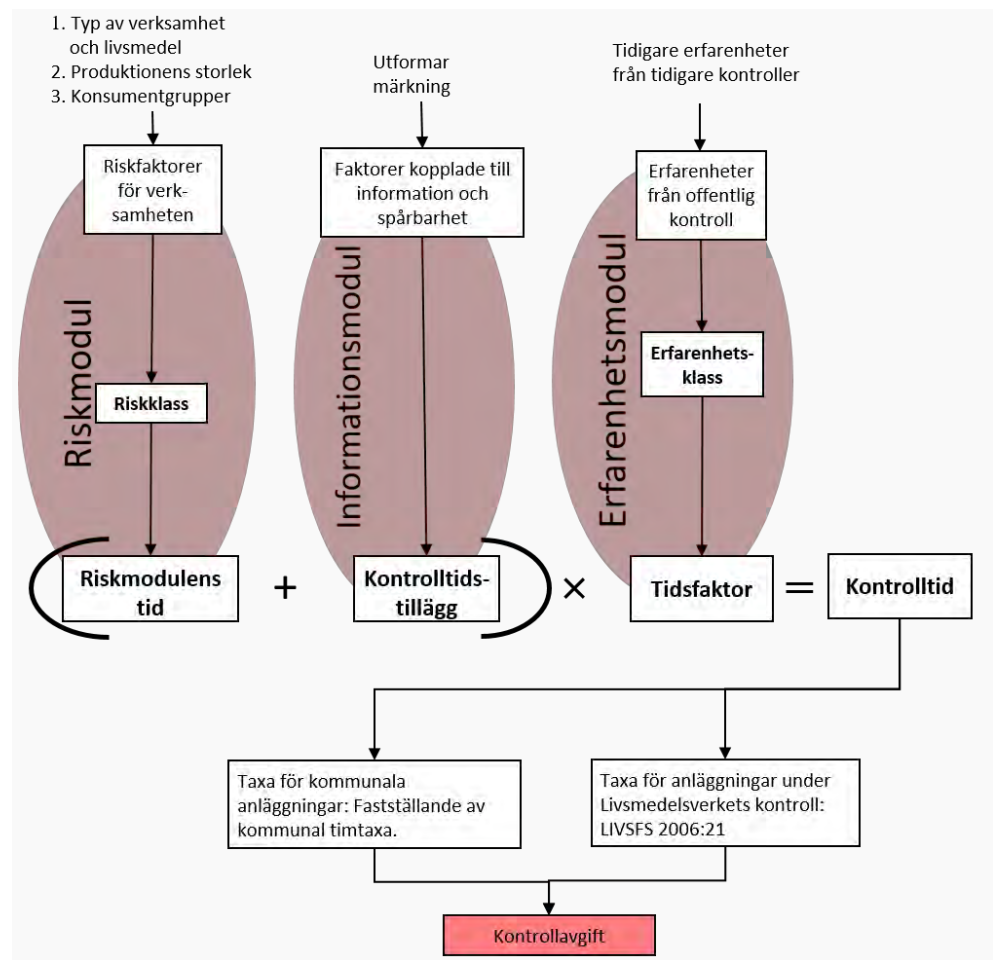 1. Typ av verksamhet
och livsmedel
2. Produktionens storlek
3. Konsumentgrupper
Utformar
märkning
Tidigare erfarenheter
från tidigare kontroller
Riskfaktorer
för verk-
samheten
Faktorer kopplade till
information och
spårbarhet
Erfarenheter
från offentlig
kontroll
Riskmodul
Informationsmodul
Erfarenhetsmodul
Riskklass
Erfarenhets-
klass
Riskmodulens
tid
+
Kontrolltids-
tillägg
×
Tidsfaktor
=
Kontrolltid
Taxa för kommunala
anläggningar: Fastställande av
kommunal timtaxa.
Taxa för anläggningar under
Livsmedelsverkets kontroll:
LIVSFS 2006:21
Kontrollavgift